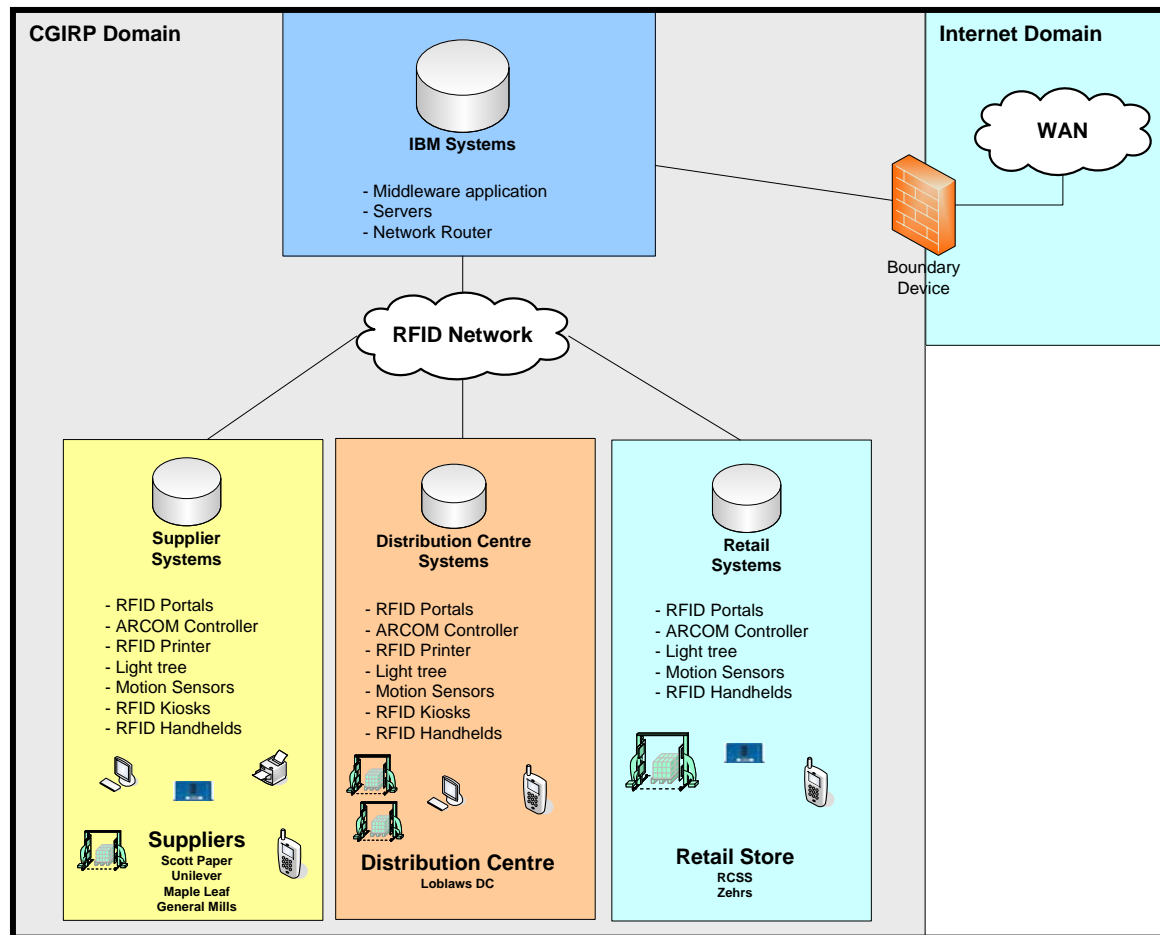 CGIRP Domain
Internet Domain
IBM Systems
- Middleware application
- Servers
- Network Router
WAN
Boundary
Device
RFID Network
Supplier
Systems
- RFID Portals
- ARCOM Controller
- RFID Printer
- Light tree
- Motion Sensors
- RFID Kiosks
- RFID Handhelds
Suppliers
Scott Paper
Unilever
Maple Leaf
General Mills
Distribution Centre
Systems
- RFID Portals
- ARCOM Controller
- RFID Printer
- Light tree
- Motion Sensors
- RFID Kiosks
- RFID Handhelds
Distribution Centre
Loblaws DC
Retail
Systems
- RFID Portals
- ARCOM Controller
- Light tree
- Motion Sensors
- RFID Handhelds
Retail Store
RCSS
Zehrs